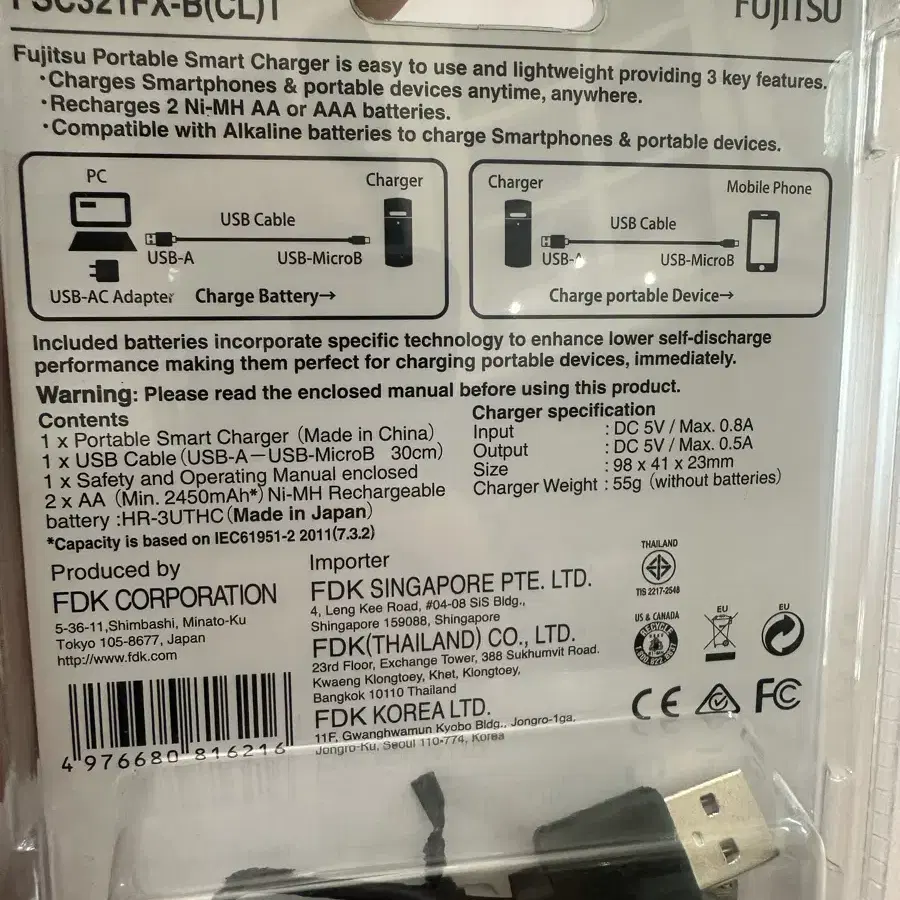 FSC321FX-B(CL)T
FUJITSU
Fujitsu Portable Smart Charger is easy to use and lightweight providing 3 key features.
・Charges Smartphones & portable devices anytime, anywhere.
・Recharges 2 Ni-MH AA or AAA batteries.
・Compatible with Alkaline batteries to charge Smartphones & portable devices.
PC
Charger
USB Cable
USB-A
USB-MicroB
USB-AC Adapter
Charge Battery→
Charger
Mobile Phone
USB Cable
USB-A
USB-MicroB
Charge portable Device→
Included batteries incorporate specific technology to enhance lower self-discharge
performance making them perfect for charging portable devices, immediately.
Warning: Please read the enclosed manual before using this product.
Contents
1 x Portable Smart Charger (Made in China)
1 x USB Cable (USB-A－USB-MicroB 30cm)
1 x Safety and Operating Manual enclosed
2 x AA (Min. 2450mAh*) Ni-MH Rechargeable
battery :HR-3UTHC (Made in Japan)
*Capacity is based on IEC61951-2 2011(7.3.2)
Charger specification
Input : DC 5V / Max. 0.8A
Output : DC 5V / Max. 0.5A
Size : 98 x 41 x 23mm
Charger Weight : 55g (without batteries)
Produced by
FDK CORPORATION
5-36-11,Shimbashi, Minato-Ku
Tokyo 105-8677, Japan
http://www.fdk.com
4 976680 816216
Importer
FDK SINGAPORE PTE. LTD.
4, Leng Kee Road, #04-08 SiS Bldg.,
Shingapore 159088, Shingapore
FDK(THAILAND) CO., LTD.
23rd Floor, Exchange Tower, 388 Sukhumvit Road.
Kwaeng Klongtoey, Khet, Klongtoey,
Bangkok 10110 Thailand
FDK KOREA LTD.
11F, Gwanghwamun Kyobo Bldg., Jongro-1ga,
Jongro-Ku, Seoul 110-774, Korea
THAILAND
TIS 2217-2548
US & CANADA
RECYCLE
EU
EU
CE
FC